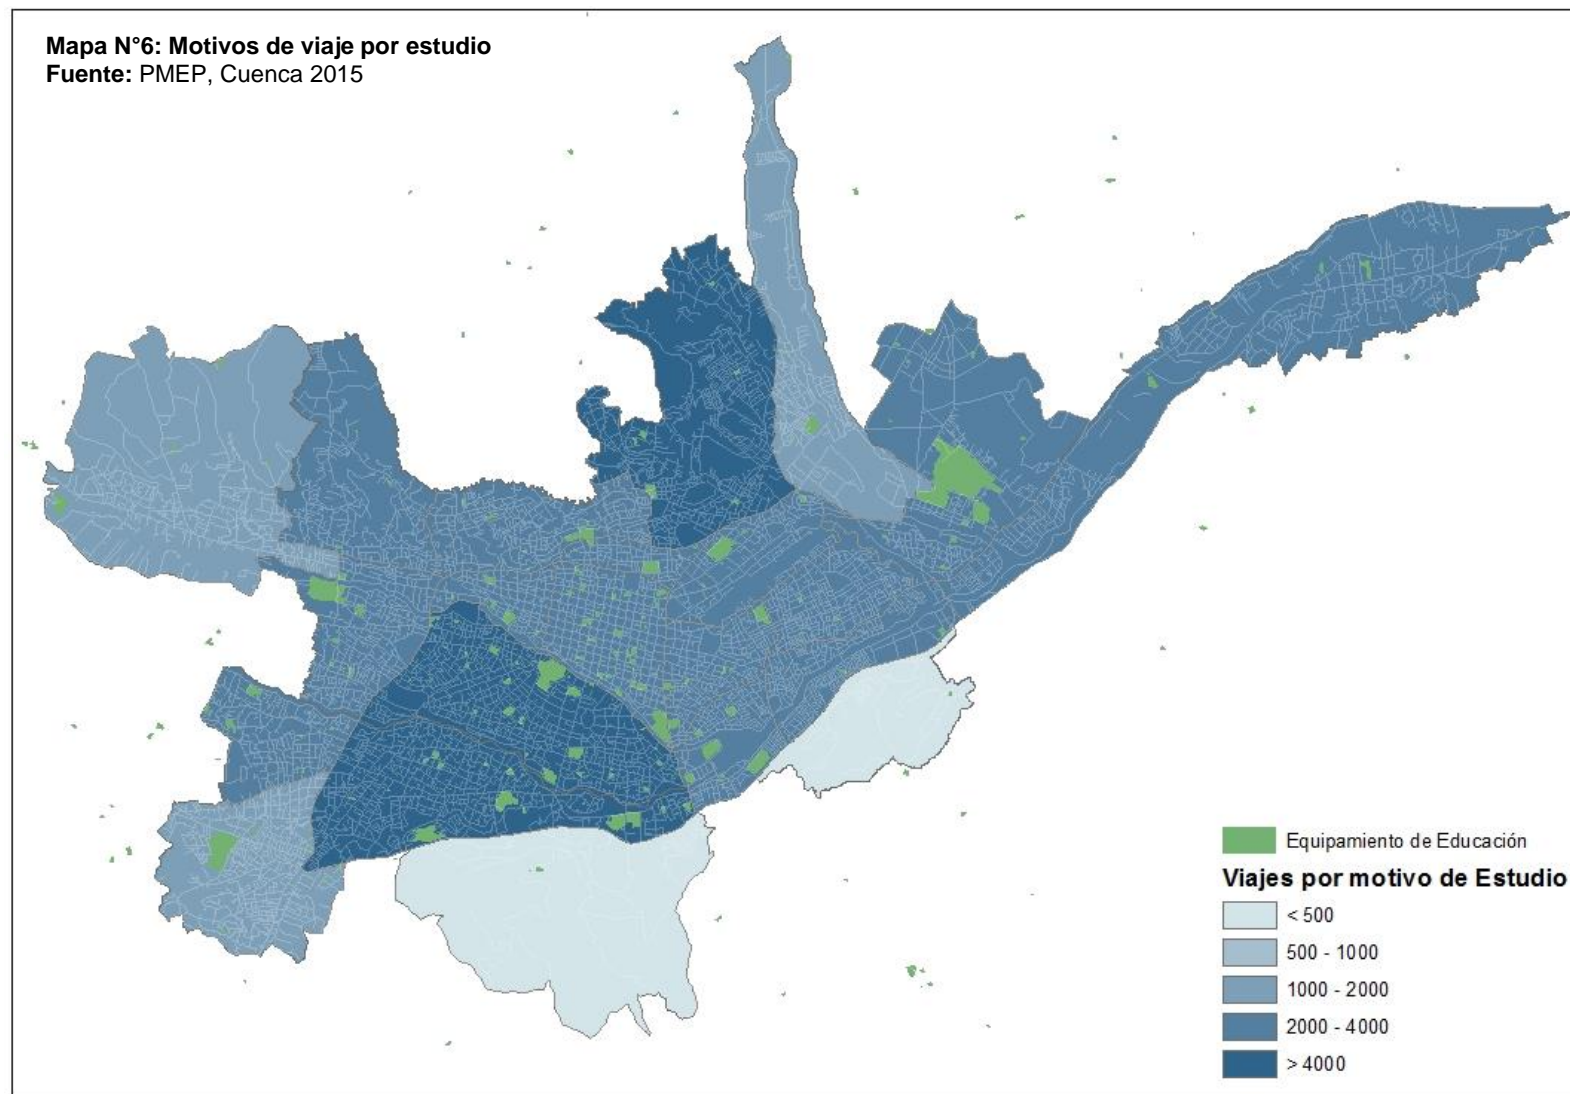 Mapa N°6: Motivos de viaje por estudio
Fuente: PMEP, Cuenca 2015
Equipamiento de Educación
Viajes por motivo de Estudio
< 500
500 - 1000
1000 - 2000
2000 - 4000
> 4000